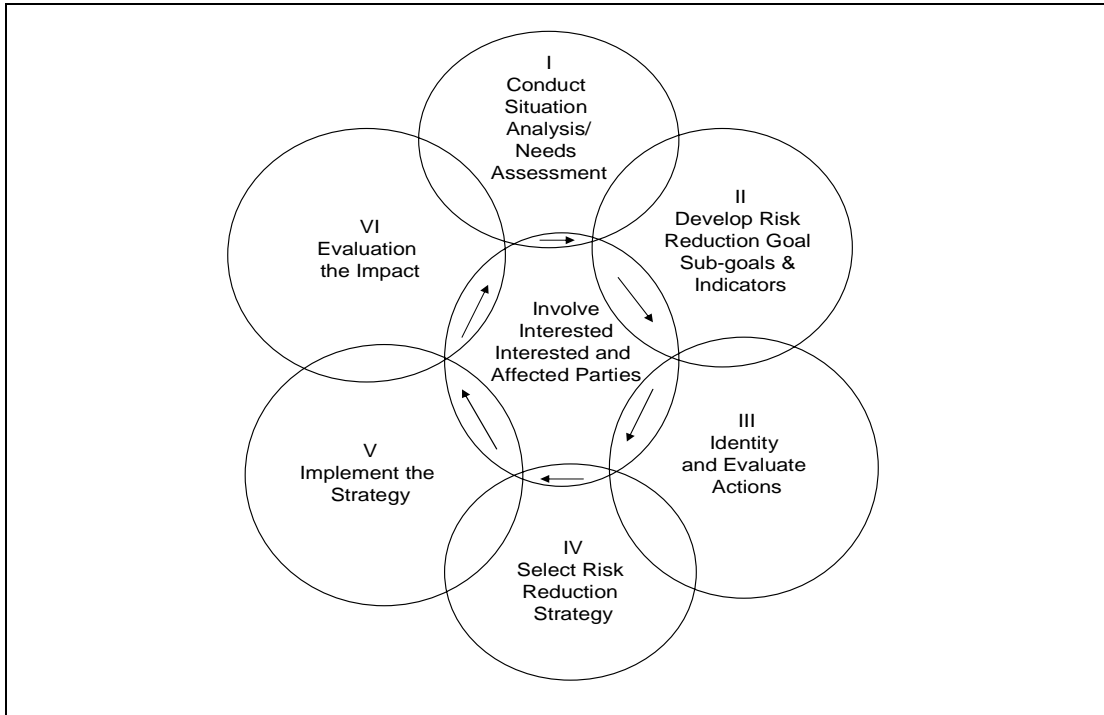 I
Conduct
Situation
Analysis/
Needs
Assessment
II
Develop Risk
Reduction Goal
Sub-goals &
Indicators
III
Identity
and Evaluate
Actions
IV
Select Risk
Reduction
Strategy
V
Implement the
Strategy
VI
Evaluation
the Impact
Involve
Interested
Interested and
Affected Parties